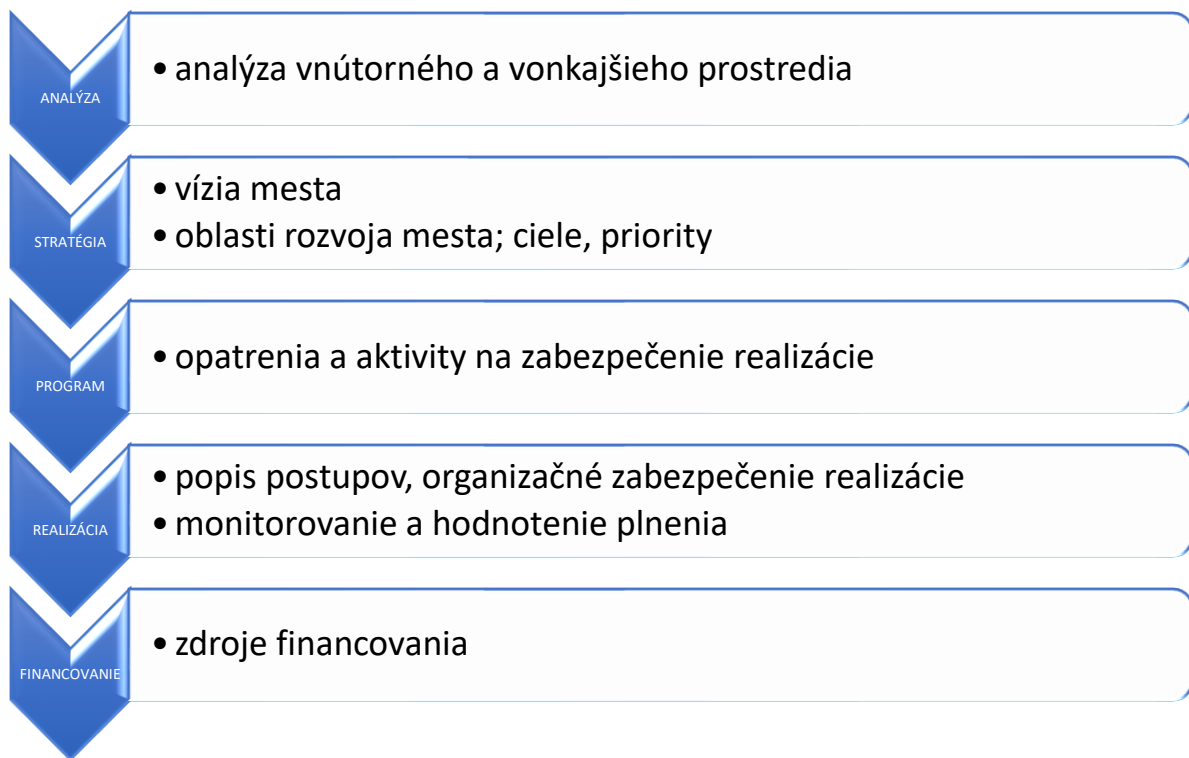 ANALÝZA
• analýza vnútorného a vonkajšieho prostredia
STRATÉGIA
• vízia mesta
• oblasti rozvoja mesta; ciele, priority
PROGRAM
• opatrenia a aktivity na zabezpečenie realizácie
REALIZÁCIA
• popis postupov, organizačné zabezpečenie realizácie
• monitorovanie a hodnotenie plnenia
FINANCOVANIE
• zdroje financovania